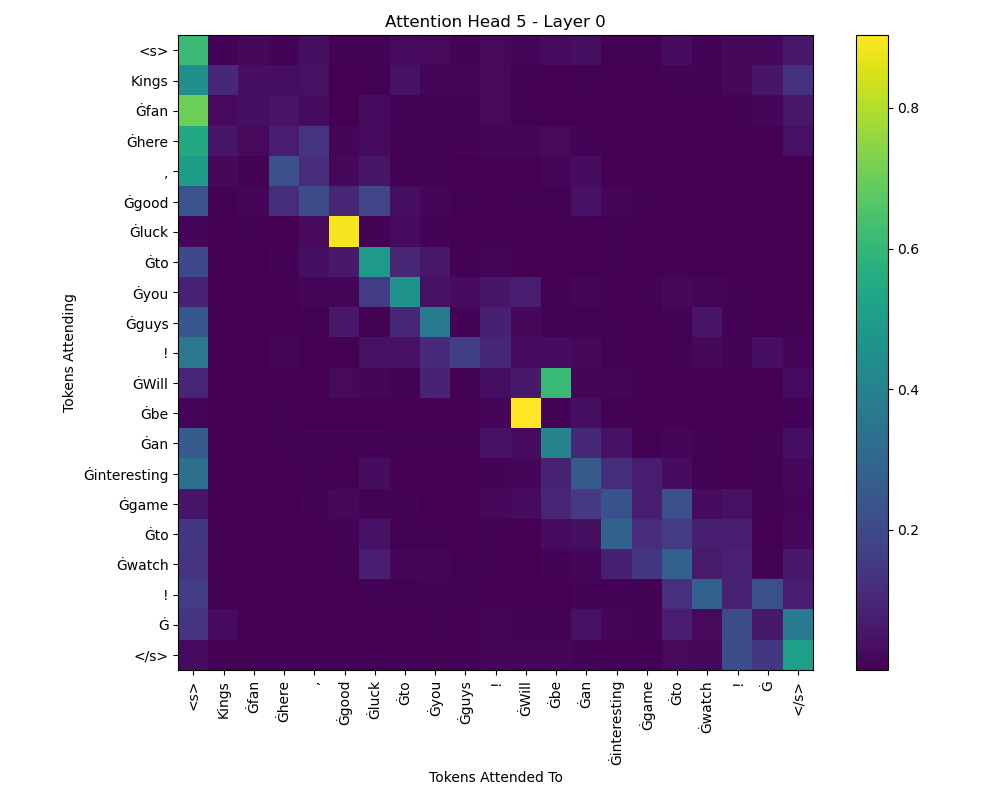 Attention Head 5 - Layer 0
Tokens Attending
<s>
Kings
Ġfan
Ġhere
,
Ġgood
Ġluck
Ġto
Ġyou
Ġguys
!
ĠWill
Ġbe
Ġan
Ġinteresting
Ġgame
Ġto
Ġwatch
!
Ġ
</s>
<s>
Kings
Ġfan
Ġhere
,
Ġgood
Ġluck
Ġto
Ġyou
Ġguys
!
ĠWill
Ġbe
Ġan
Ġinteresting
Ġgame
Ġto
Ġwatch
!
Ġ
</s>
Tokens Attended To
0.8
0.6
0.4
0.2